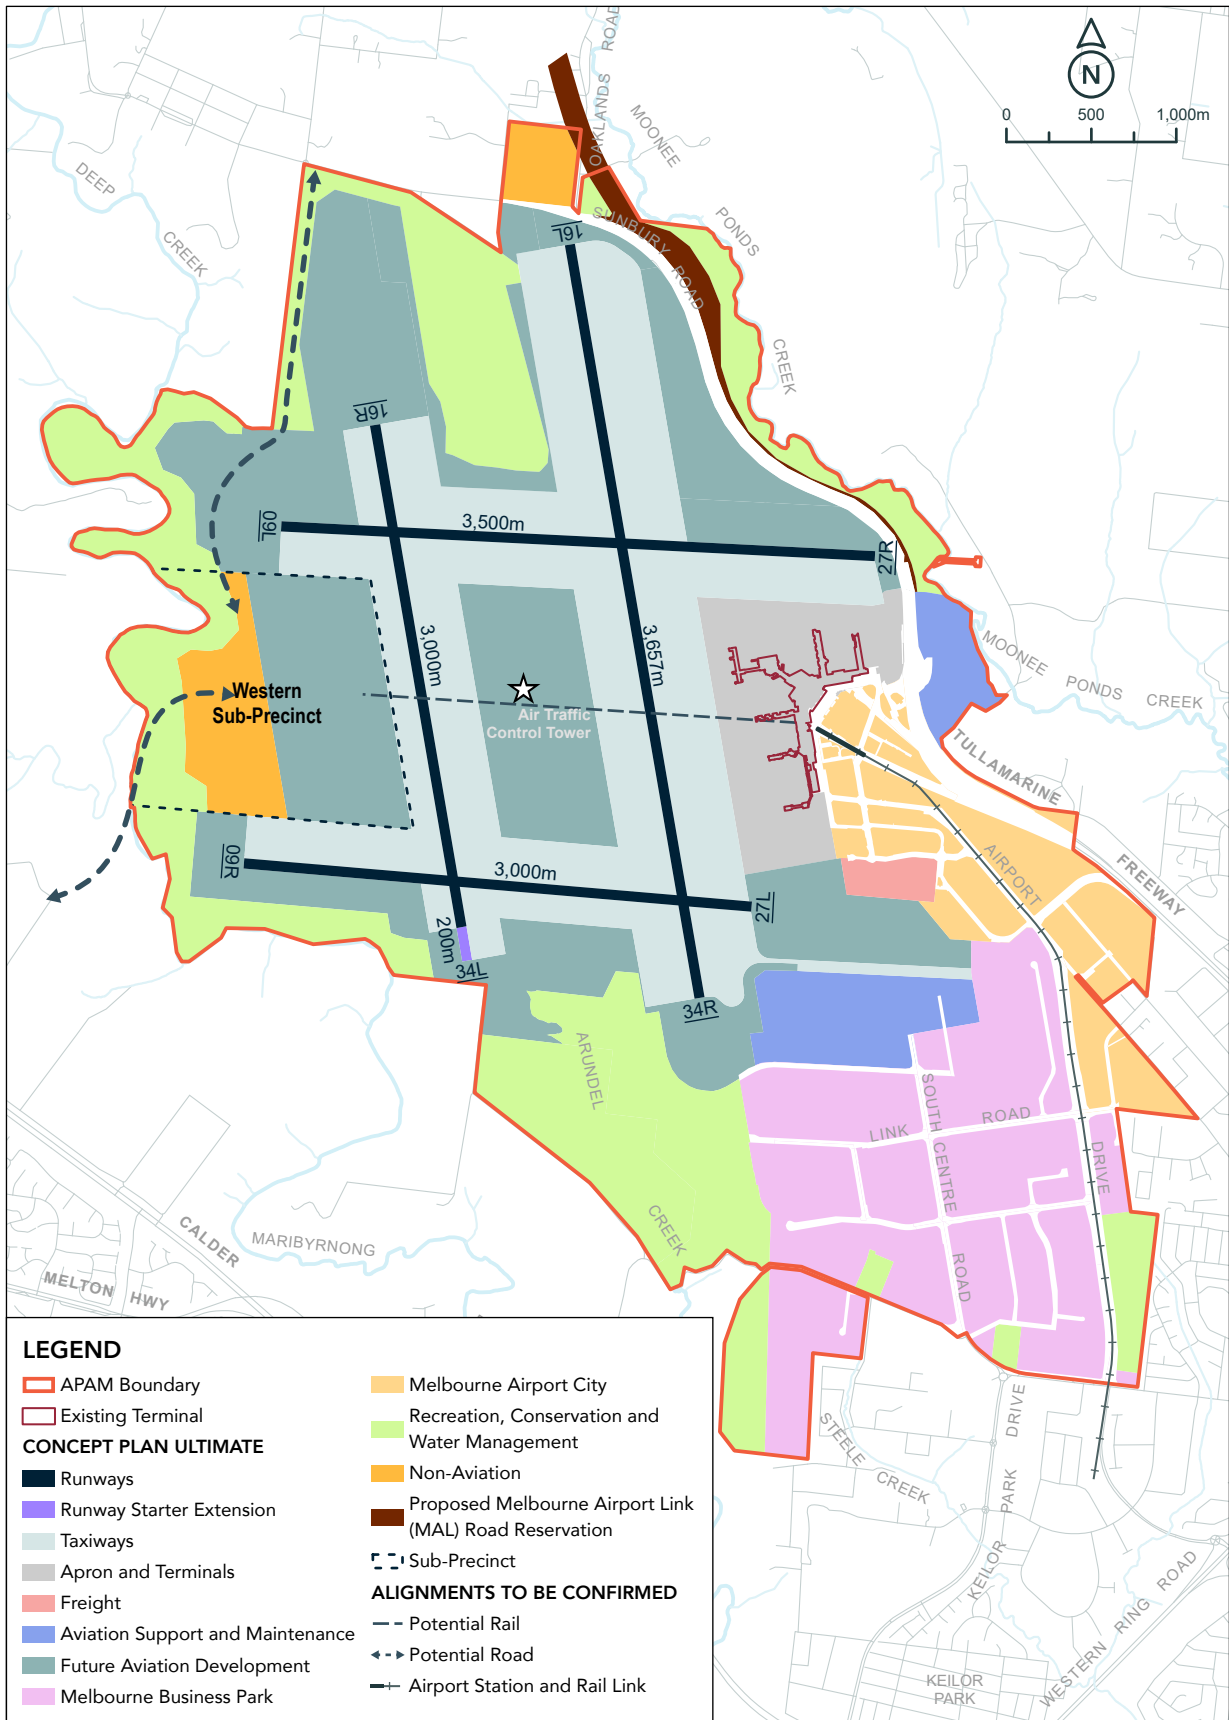 OAKLANDS ROAD
MOONEE
PONDS
CREEK
N
0 500 1,000m
DEEP
CREEK
SUNBURY ROAD
16L
16R
09L
3,500m
27R
3,000m
3,657m
Western
Sub-Precinct
Air Traffic
Control Tower
MOONEE
PONDS
CREEK
TULLAMARINE
FREEWAY
AIRPORT
DRIVE
09R
3,000m
27L
200m
34L
34R
ARUNDEL
CREEK
LINK
ROAD
SOUTH CENTRE
ROAD
CALDER
MARIBYRNONG
MELTON HWY
STEELE
CREEK
KEILOR PARK DRIVE
WESTERN RING ROAD
KEILOR
PARK
LEGEND
APAM Boundary
Existing Terminal
CONCEPT PLAN ULTIMATE
Runways
Runway Starter Extension
Taxiways
Apron and Terminals
Freight
Aviation Support and Maintenance
Future Aviation Development
Melbourne Business Park
Melbourne Airport City
Recreation, Conservation and
Water Management
Non-Aviation
Proposed Melbourne Airport Link
(MAL) Road Reservation
Sub-Precinct
ALIGNMENTS TO BE CONFIRMED
Potential Rail
Potential Road
Airport Station and Rail Link